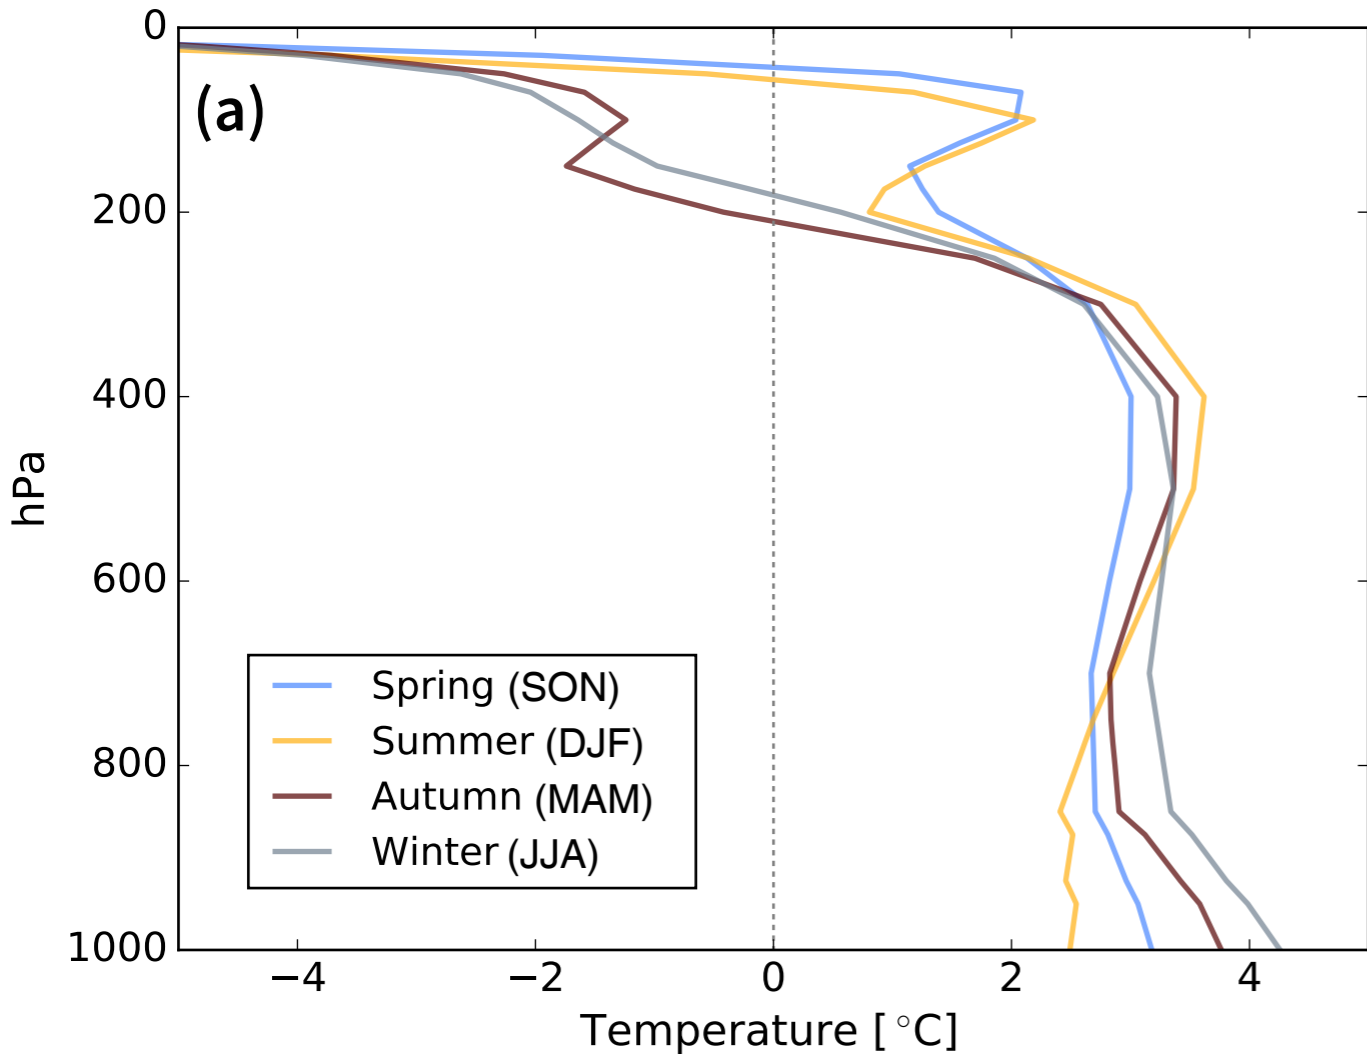 (a)
0
200
400
600
800
1000
hPa
Spring (SON)
Summer (DJF)
Autumn (MAM)
Winter (JJA)
−4 −2 0 2 4
Temperature [ °C]